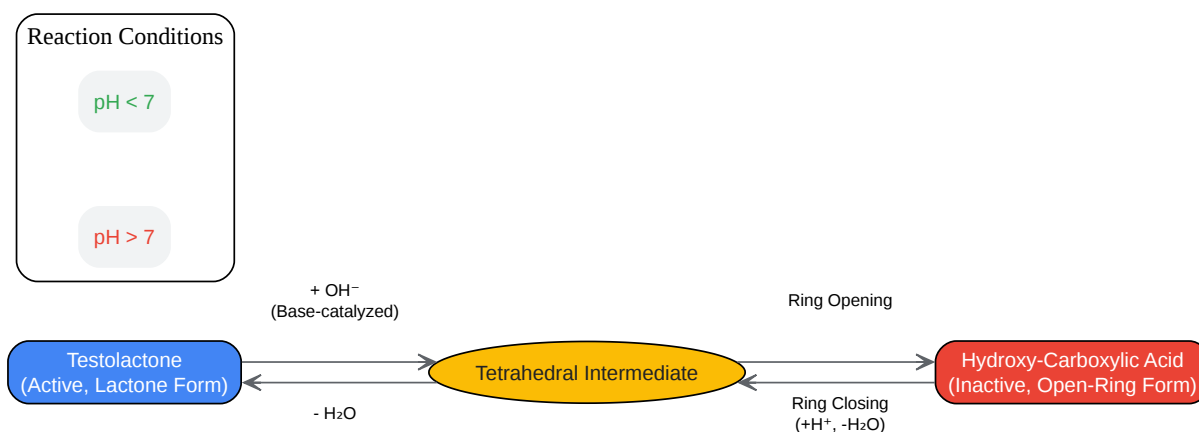 Reaction Conditions
pH < 7
pH > 7
+ OH⁻
(Base-catalyzed)
Ring Opening
Testolactone
(Active, Lactone Form)
Tetrahedral Intermediate
Hydroxy-Carboxylic Acid
(Inactive, Open-Ring Form)
- H₂O
Ring Closing
(+H⁺, -H₂O)